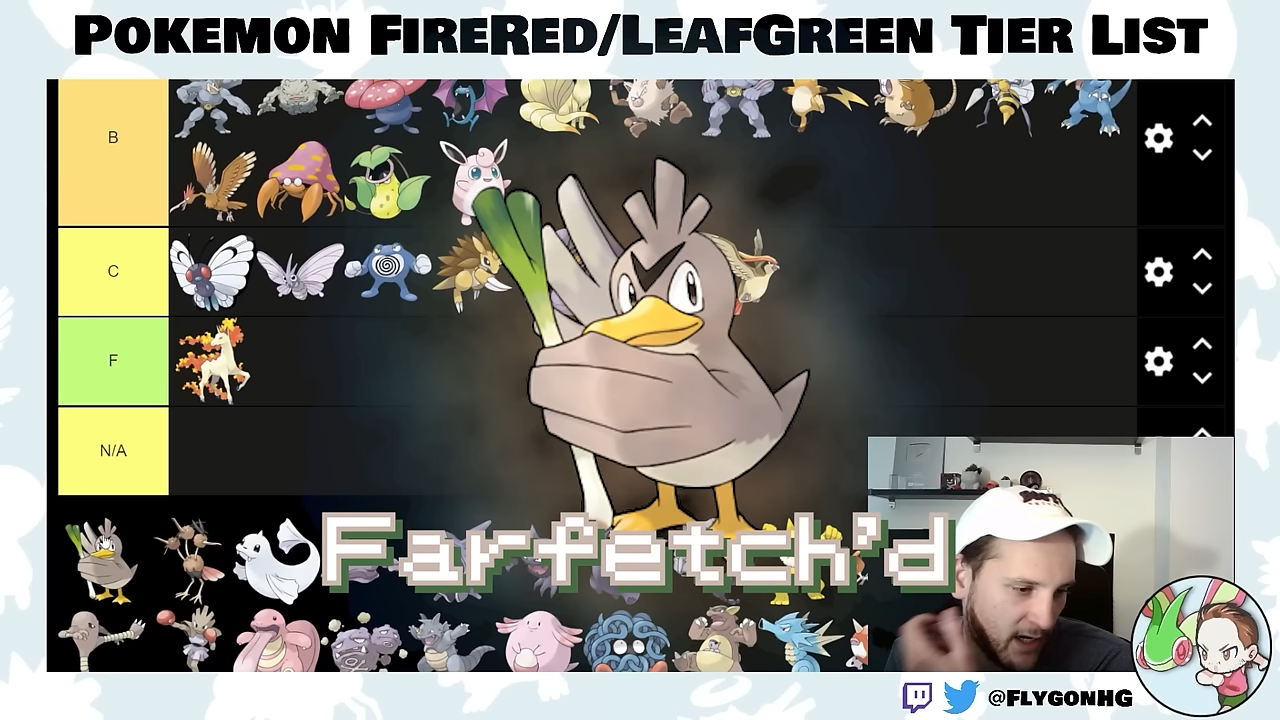 POKEMON FIRERED/LEAFGREEN TIER LIST
B
C
F
N/A
Farfetch'd
@FLYGONHG